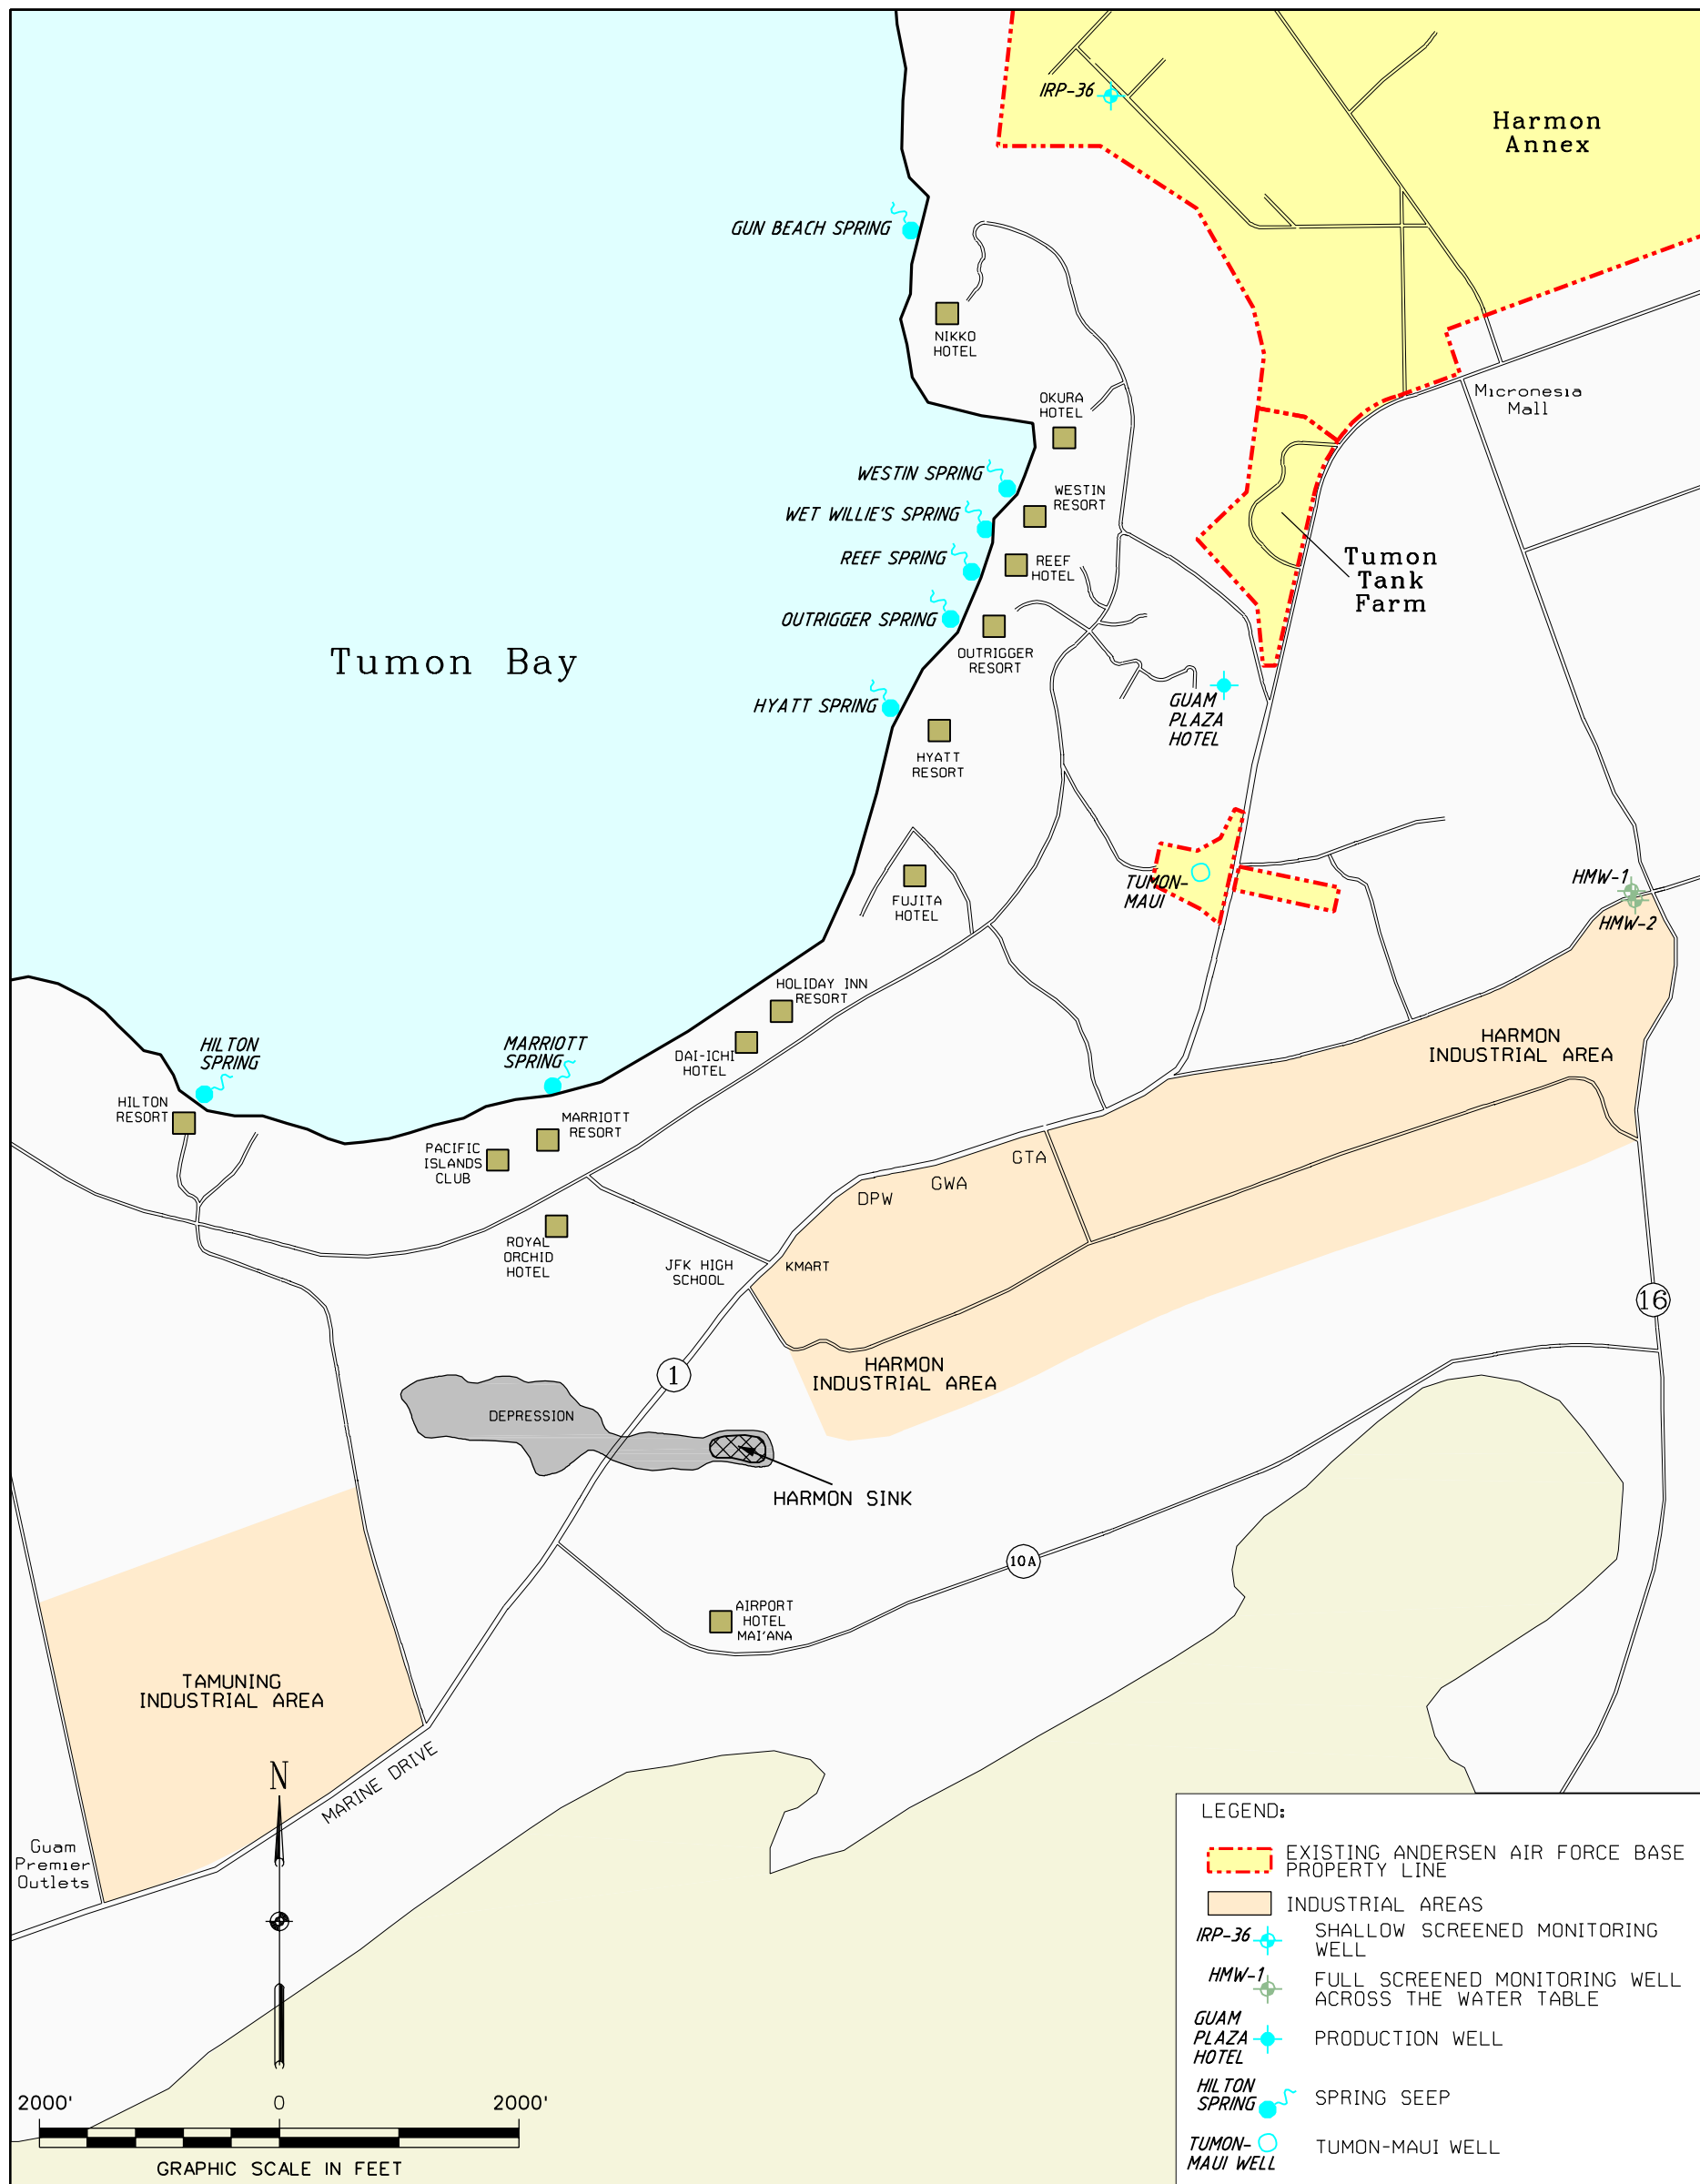 IRP-36
Harmon
Annex
GUN BEACH SPRING
NIKKO
HOTEL
OKURA
HOTEL
Micronesia
Mall
WESTIN SPRING
WESTIN
RESORT
WET WILLIE'S SPRING
REEF SPRING
REEF
HOTEL
Tumon
Tank
Farm
OUTRIGGER SPRING
OUTRIGGER
RESORT
Tumon Bay
HYATT SPRING
GUAM
PLAZA
HOTEL
HYATT
RESORT
TUMON-
MAUI
FUJITA
HOTEL
HMW-1
HMW-2
HOLIDAY INN
RESORT
DAI-ICHI
HOTEL
HILTON
SPRING
MARRIOTT
SPRING
HARMON
INDUSTRIAL AREA
HILTON
RESORT
MARRIOTT
RESORT
PACIFIC
ISLANDS
CLUB
GTA
GWA
DPW
ROYAL
ORCHID
HOTEL
JFK HIGH
SCHOOL
KMART
16
1
HARMON
INDUSTRIAL AREA
DEPRESSION
HARMON SINK
10A
AIRPORT
HOTEL
MAI'ANA
TAMUNING
INDUSTRIAL AREA
MARINE DRIVE
N
Guam
Premier
Outlets
2000'
0
2000'
GRAPHIC SCALE IN FEET
LEGEND:
EXISTING ANDERSEN AIR FORCE BASE
PROPERTY LINE
INDUSTRIAL AREAS
IRP-36
SHALLOW SCREENED MONITORING
WELL
HMW-1
FULL SCREENED MONITORING WELL
ACROSS THE WATER TABLE
GUAM
PLAZA
HOTEL
PRODUCTION WELL
HILTON
SPRING
SPRING SEEP
TUMON-
MAUI WELL
TUMON-MAUI WELL